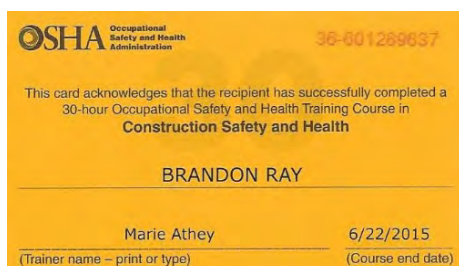 OSHA
Occupational
Safety and Health
Administration
36-601269637
This card acknowledges that the recipient has successfully completed a
30-hour Occupational Safety and Health Training Course in
Construction Safety and Health
BRANDON RAY
Marie Athey
6/22/2015
(Trainer name – print or type)
(Course end date)